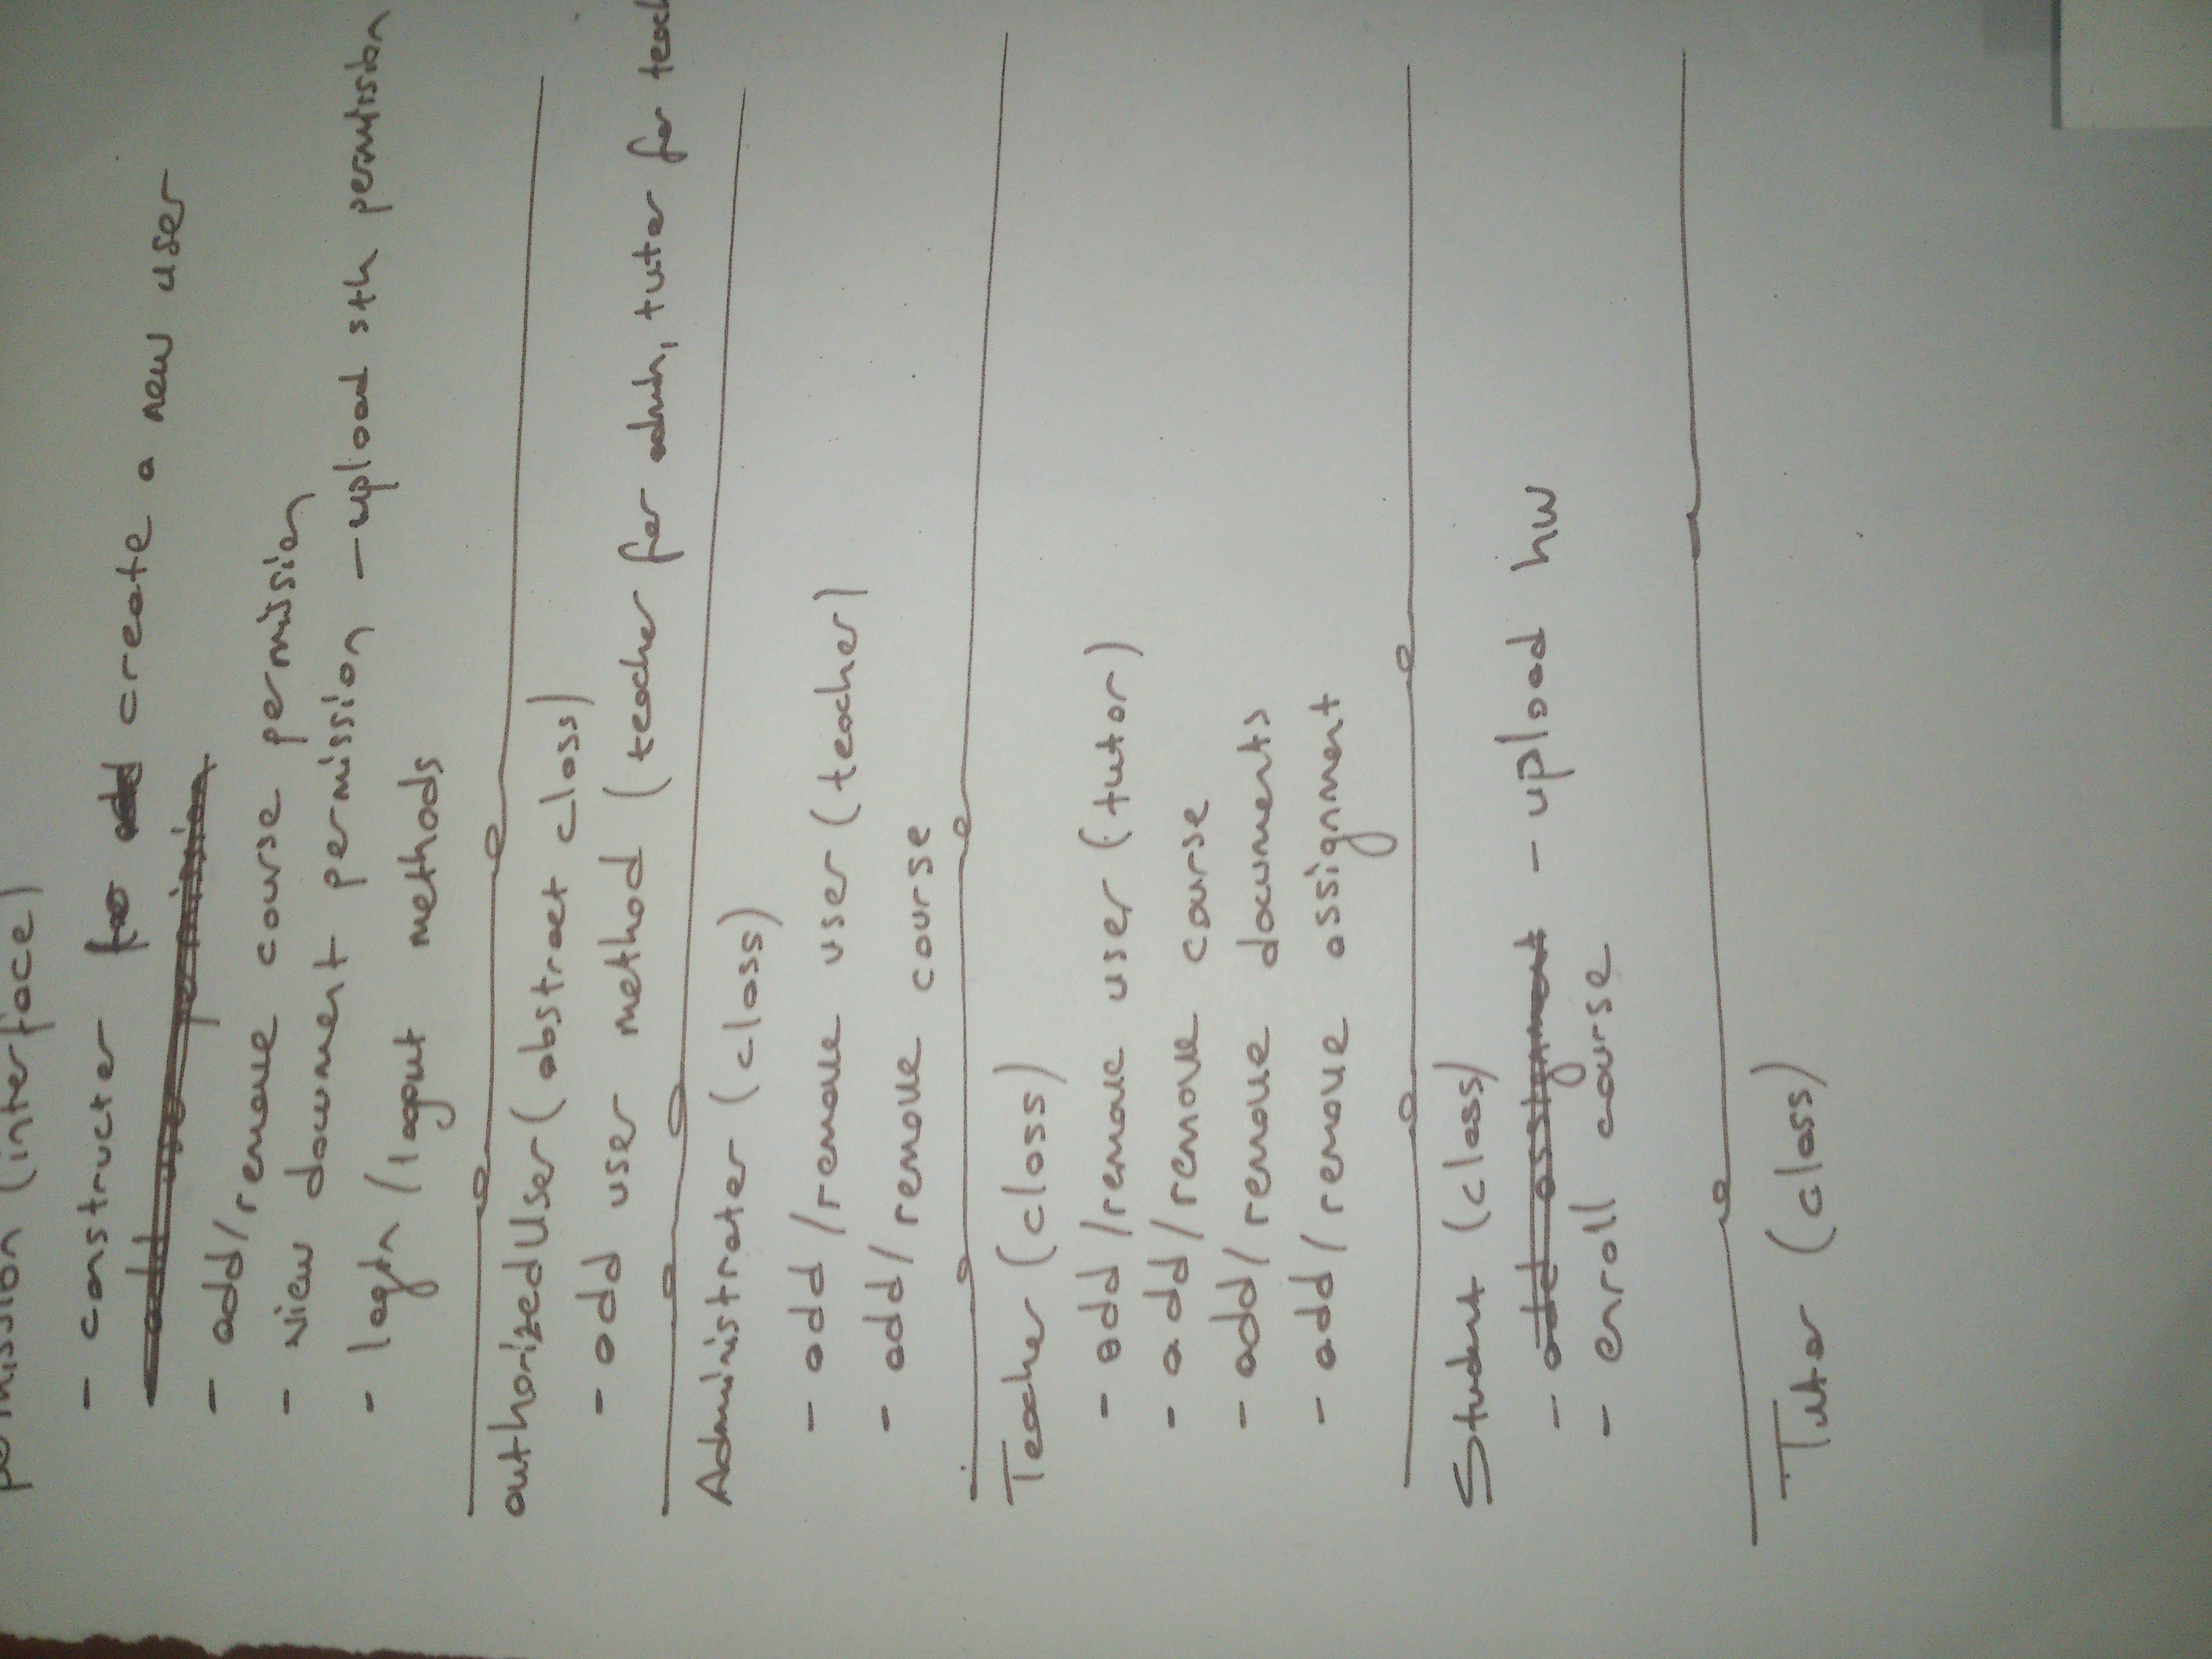 permission (interface)
- constructer to add create a new user
- add use permission
- add/remove course permission
- view document permission - upload sth permission
- login/logout methods
authorizedUser (abstract class)
- add user method (teacher for admin, tutor for teach
Administrater (class)
- add/remove user (teacher)
- add/remove course
Teacher (class)
- add/remove user (tutor)
- add/remove course
- add/remove documents
- add/remove assignment
Student (class)
- add assignment - upload hw
- enroll course
Tutor (class)